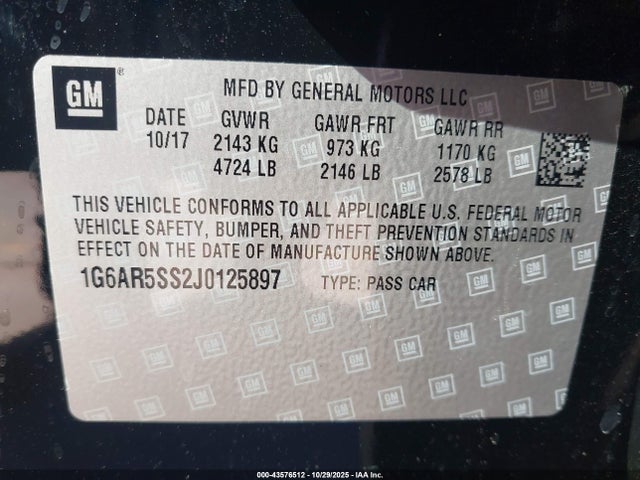 GM ®
MFD BY GENERAL MOTORS LLC
DATE GVWR GAWR FRT GAWR RR
10/17 2143 KG 973 KG 1170 KG
4724 LB 2146 LB 2578 LB
THIS VEHICLE CONFORMS TO ALL APPLICABLE U.S. FEDERAL MOTOR
VEHICLE SAFETY, BUMPER, AND THEFT PREVENTION STANDARDS IN
EFFECT ON THE DATE OF MANUFACTURE SHOWN ABOVE.
1G6AR5SS2J0125897 TYPE: PASS CAR
000-43576512 - 10/29/2025 - IAA Inc.